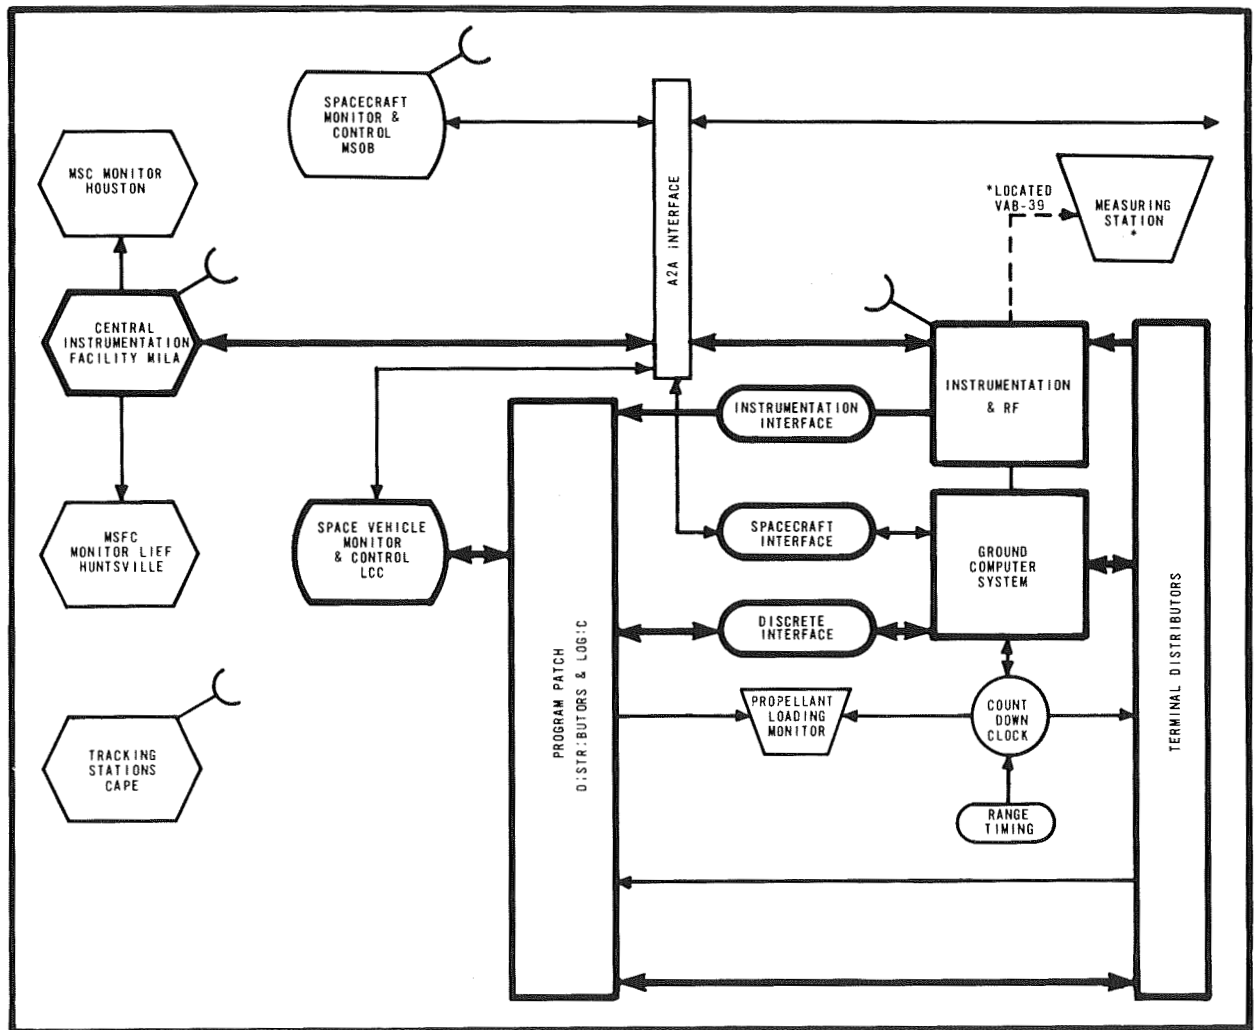 SPACECRAFT
MONITOR &
CONTROL
MSOB
MSC MONITOR
HOUSTON
A2A INTERFACE
*LOCATED
VAB-39
MEASURING
STATION
*
CENTRAL
INSTRUMENTATION
FACILITY MILA
INSTRUMENTATION
& RF
INSTRUMENTATION
INTERFACE
MSFC
MONITOR LIEF
HUNTSVILLE
SPACE VEHICLE
MONITOR
& CONTROL
LCC
SPACECRAFT
INTERFACE
GROUND
COMPUTER
SYSTEM
DISCRETE
INTERFACE
PROGRAM PATCH
DISTRIBUTORS & LOGIC
TERMINAL DISTRIBUTORS
PROPELLANT
LOADING
MONITOR
COUNT
DOWN
CLOCK
TRACKING
STATIONS
CAPE
RANGE
TIMING